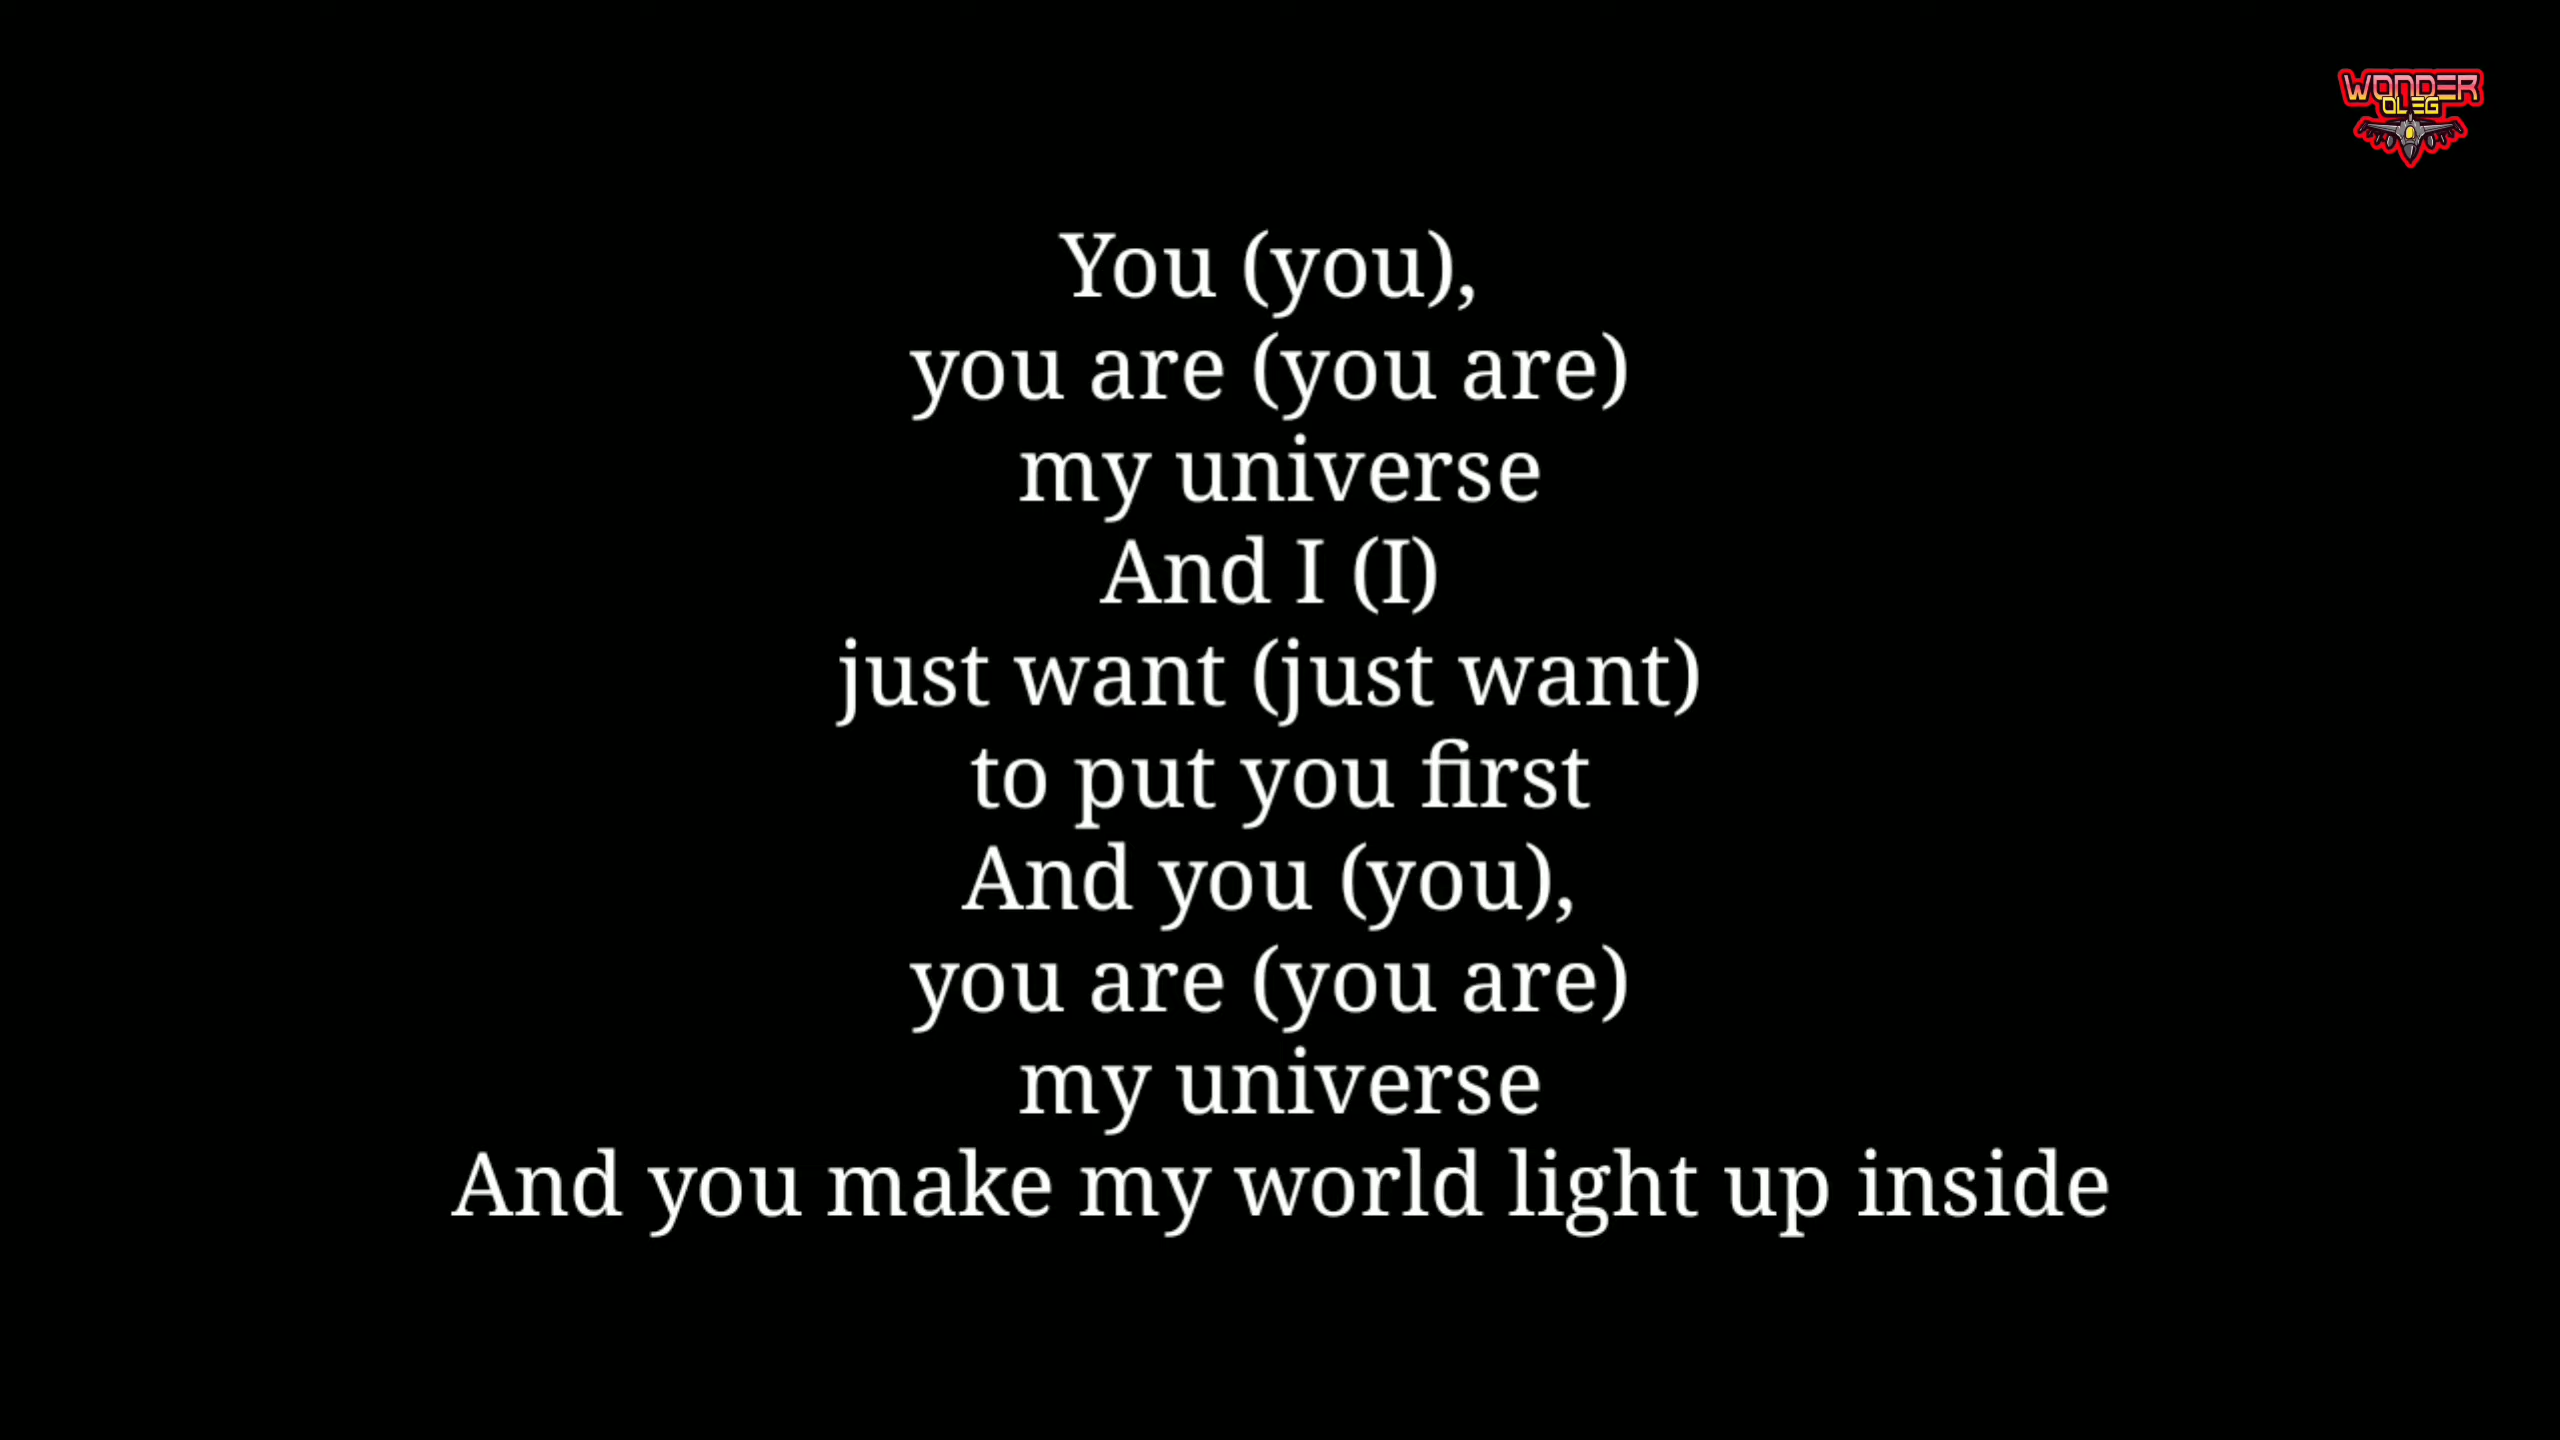 WONDER
OLEG
You (you),
you are (you are)
my universe
And I (I)
just want (just want)
to put you first
And you (you),
you are (you are)
my universe
And you make my world light up inside